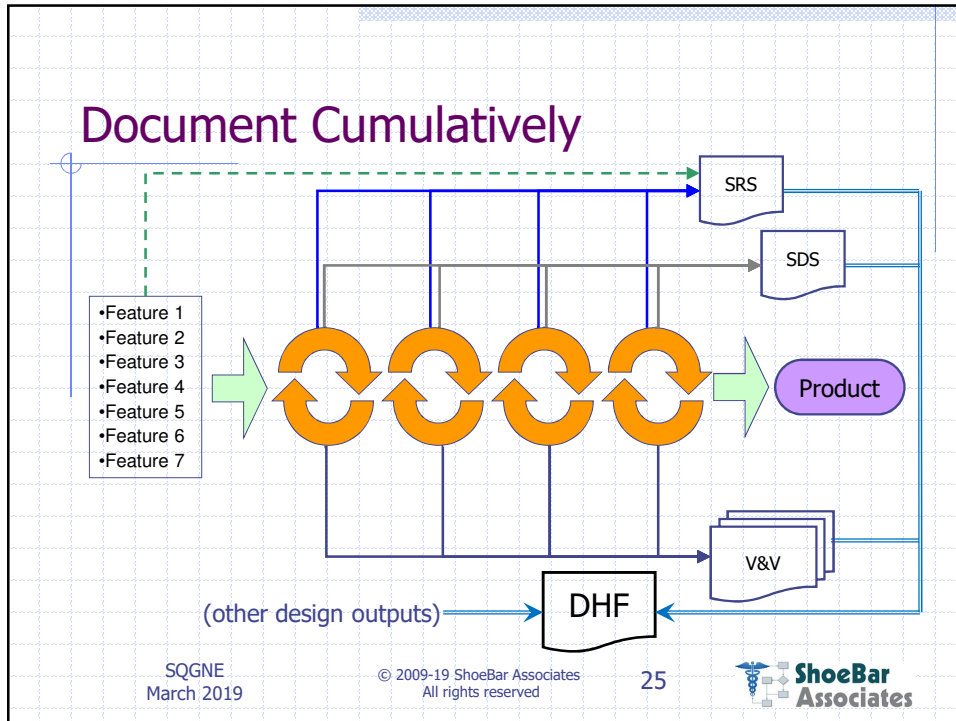 Document Cumulatively
SRS
SDS
•Feature 1
•Feature 2
•Feature 3
•Feature 4
•Feature 5
•Feature 6
•Feature 7
Product
V&V
(other design outputs)
DHF
SQGNE
March 2019
© 2009-19 ShoeBar Associates
All rights reserved
25
ShoeBar
Associates